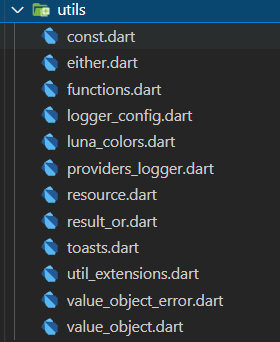 utils
const.dart
either.dart
functions.dart
logger_config.dart
luna_colors.dart
providers_logger.dart
resource.dart
result_or.dart
toasts.dart
util_extensions.dart
value_object_error.dart
value_object.dart